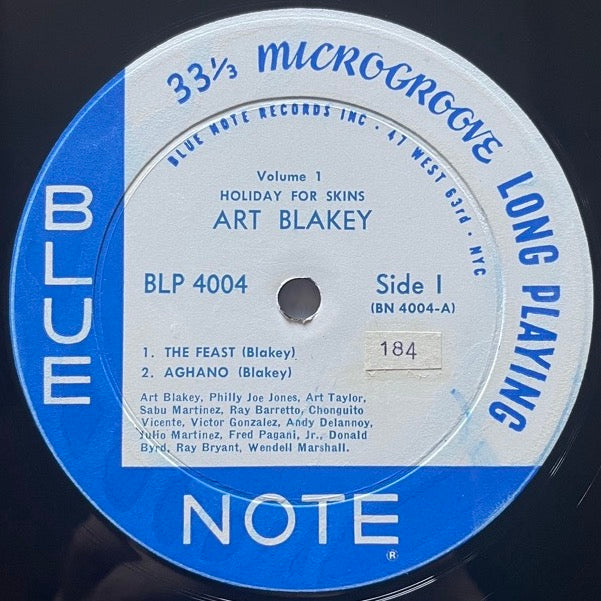 33⅓ MICROGROOVE LONG PLAYING
BLUE NOTE RECORDS INC · 47 WEST 63rd · NYC
Volume 1
HOLIDAY FOR SKINS
ART BLAKEY
BLP 4004
Side I
(BN 4004-A)
1. THE FEAST (Blakey)
2. AGHANO (Blakey)
184
Art Blakey, Philly Joe Jones, Art Taylor,
Sabu Martinez, Ray Barretto, Chonguito
Vicente, Victor Gonzalez, Andy Delannoy,
Julio Martinez, Fred Pagani, Jr., Donald
Byrd, Ray Bryant, Wendell Marshall.
BLUE
NOTE
®